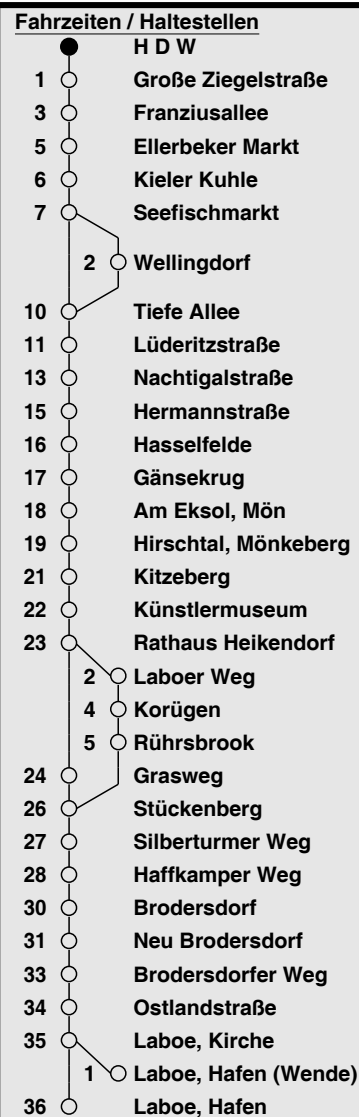 Fahrzeiten / Haltestellen
H D W
1 Große Ziegelstraße
3 Franziusallee
5 Ellerbeker Markt
6 Kieler Kuhle
7 Seefischmarkt
2 Wellingdorf
10 Tiefe Allee
11 Lüderitzstraße
13 Nachtigalstraße
15 Hermannstraße
16 Hasselfelde
17 Gänsekrug
18 Am Eksol, Mön
19 Hirschtal, Mönkeberg
21 Kitzeberg
22 Künstlermuseum
23 Rathaus Heikendorf
2 Laboer Weg
4 Korügen
5 Rührsbrook
24 Grasweg
26 Stückenberg
27 Silberturmer Weg
28 Haffkamper Weg
30 Brodersdorf
31 Neu Brodersdorf
33 Brodersdorfer Weg
34 Ostlandstraße
35 Laboe, Kirche
1 Laboe, Hafen (Wende)
36 Laboe, Hafen